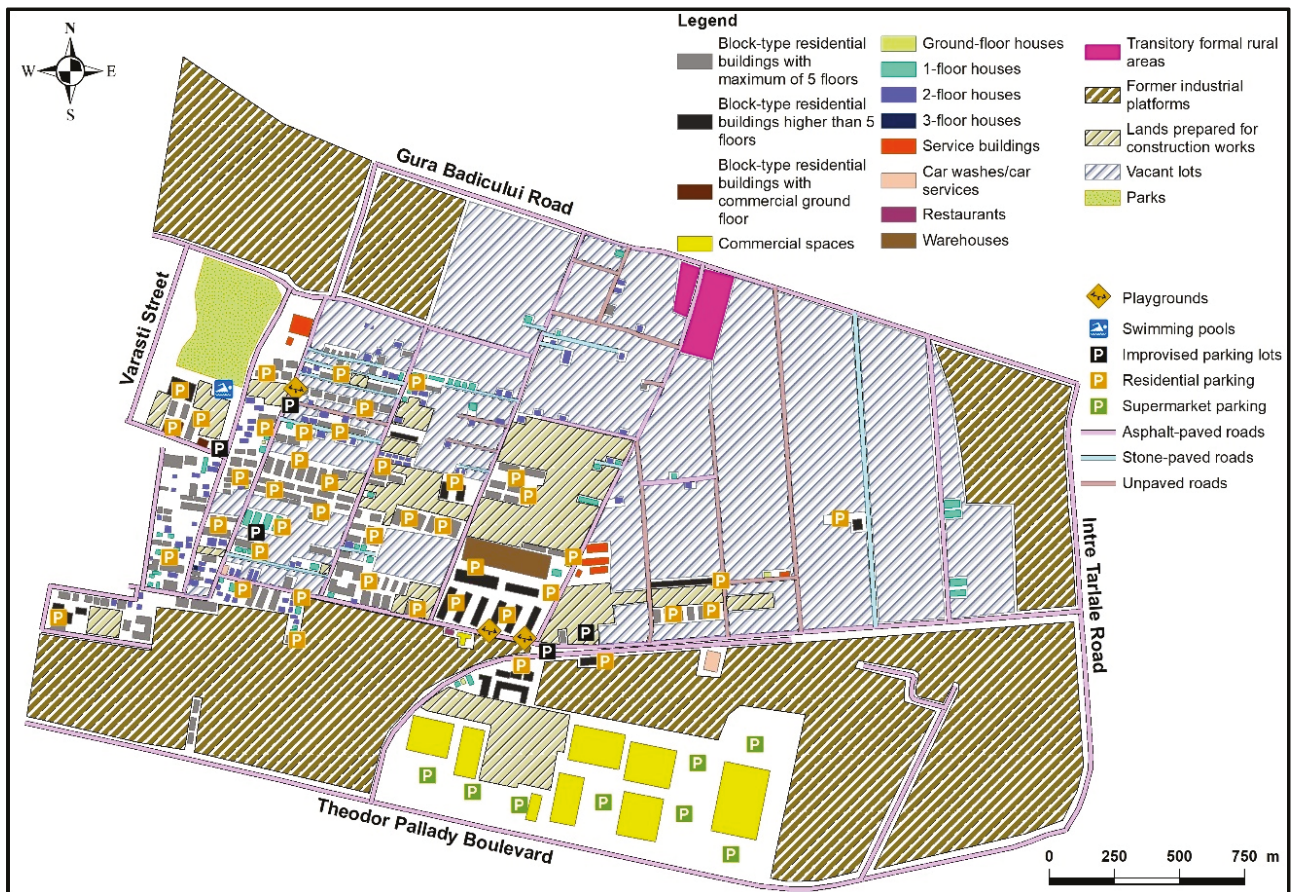 N
W E
S
Legend
Block-type residential
buildings with
maximum of 5 floors
Block-type residential
buildings higher than 5
floors
Block-type residential
buildings with
commercial ground
floor
Commercial spaces
Ground-floor houses
1-floor houses
2-floor houses
3-floor houses
Service buildings
Car washes/car
services
Restaurants
Warehouses
Transitory formal rural
areas
Former industrial
platforms
Lands prepared for
construction works
Vacant lots
Parks
Playgrounds
Swimming pools
P Improvised parking lots
P Residential parking
P Supermarket parking
Asphalt-paved roads
Stone-paved roads
Unpaved roads
Gura Badicului Road
Varasti Street
Intre Tarlale Road
Theodor Pallady Boulevard
0 250 500 750 m